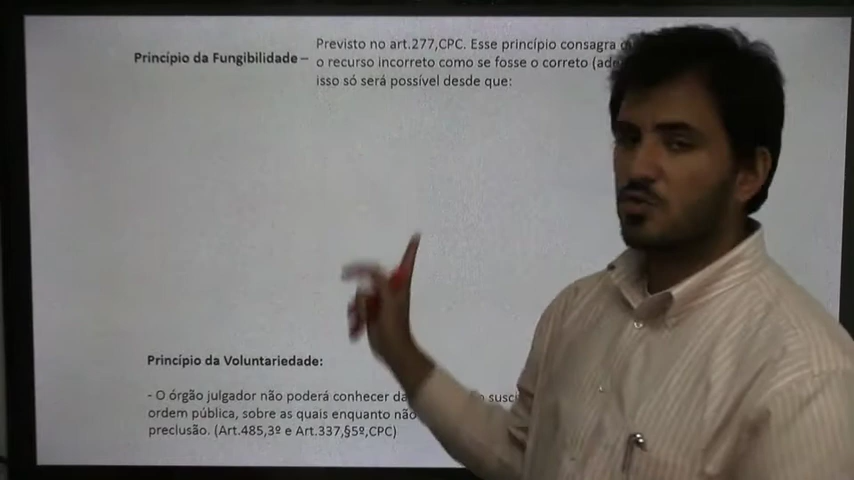 Princípio da Fungibilidade –
Previsto no art.277,CPC. Esse princípio consagra
o recurso incorreto como se fosse o correto
isso só será possível desde que:
Princípio da Voluntariedade:
- O órgão julgador não poderá conhecer
ordem pública, sobre as quais enquanto não
preclusão. (Art.485,3º e Art.337,§5º,CPC)